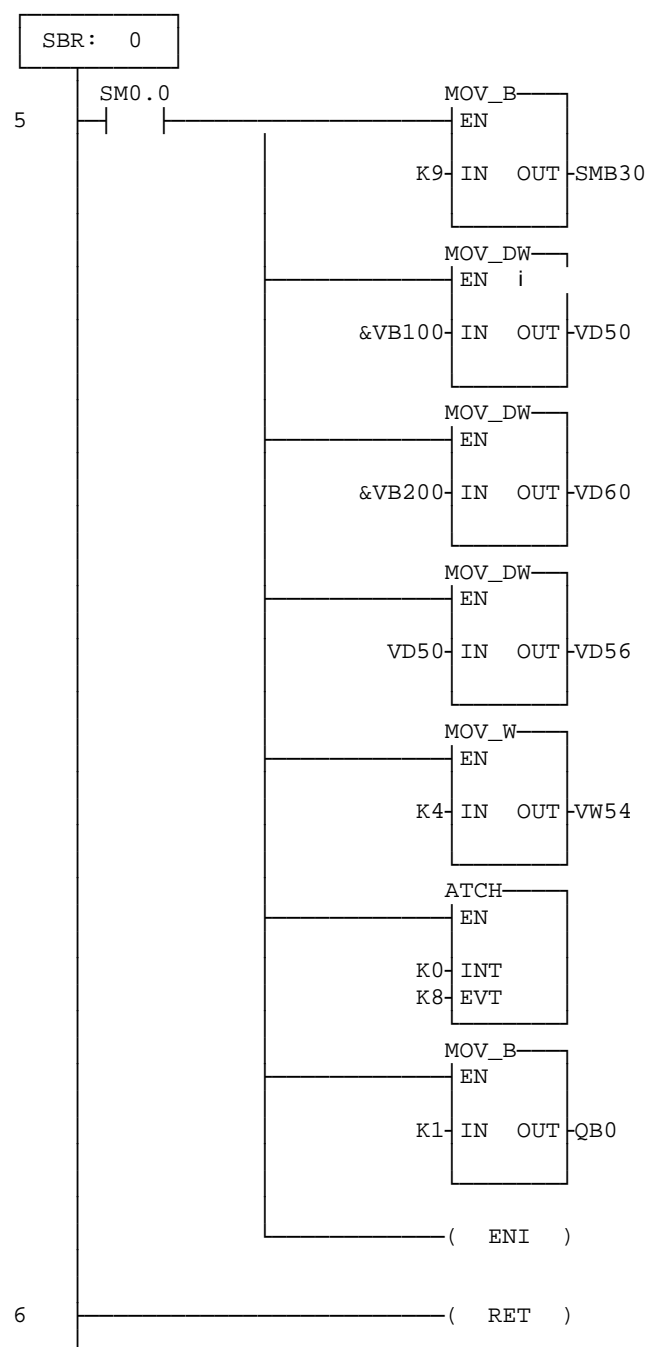 SBR: 0
SM0.0 MOV_B
5 EN
K9 IN OUT SMB30
MOV_DW
EN i
&VB100 IN OUT VD50
MOV_DW
EN
&VB200 IN OUT VD60
MOV_DW
EN
VD50 IN OUT VD56
MOV_W
EN
K4 IN OUT VW54
ATCH
EN
K0 INT
K8 EVT
MOV_B
EN
K1 IN OUT QB0
( ENI )
6 ( RET )